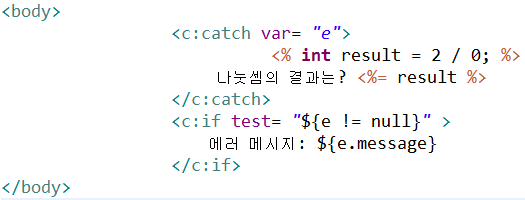 <body>
<c:catch var= "e">
<% int result = 2 / 0; %>
나눗셈의 결과는? <%= result %>
</c:catch>
<c:if test= "${e != null}" >
에러 메시지: ${e.message}
</c:if>
</body>